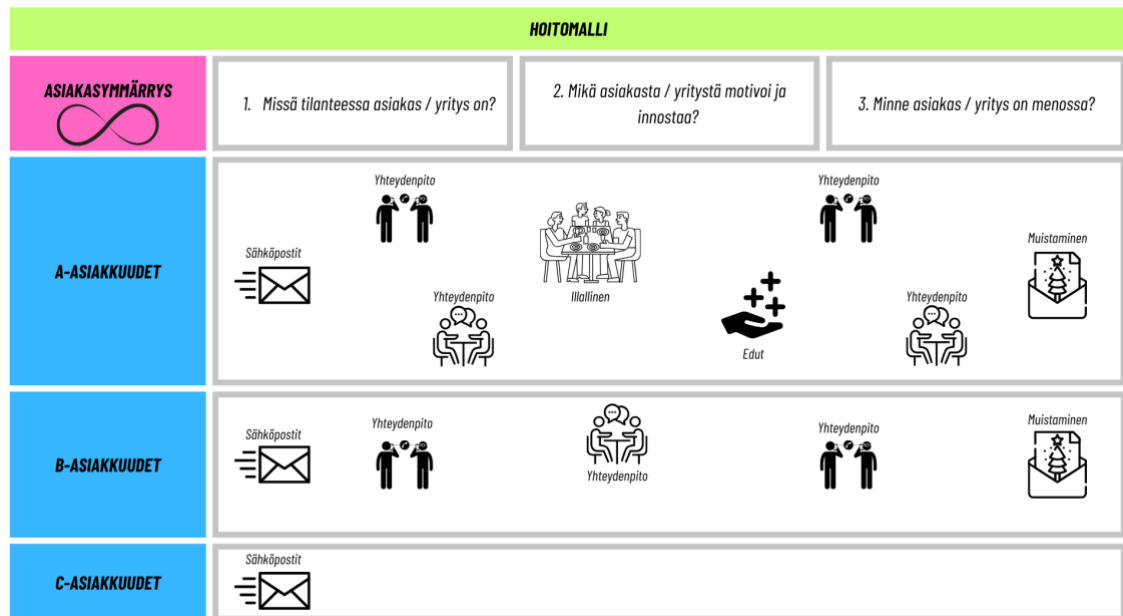 HOITOMALLI
ASIAKASYMMÄRRYS
1. Missä tilanteessa asiakas / yritys on?
2. Mikä asiakasta / yritystä motivoi ja
innostaa?
3. Minne asiakas / yritys on menossa?
A-ASIAKKUUDET
Sähköpostit
Yhteydenpito
Yhteydenpito
Illallinen
Edut
Yhteydenpito
Yhteydenpito
Muistaminen
B-ASIAKKUUDET
Sähköpostit
Yhteydenpito
Yhteydenpito
Yhteydenpito
Muistaminen
C-ASIAKKUUDET
Sähköpostit